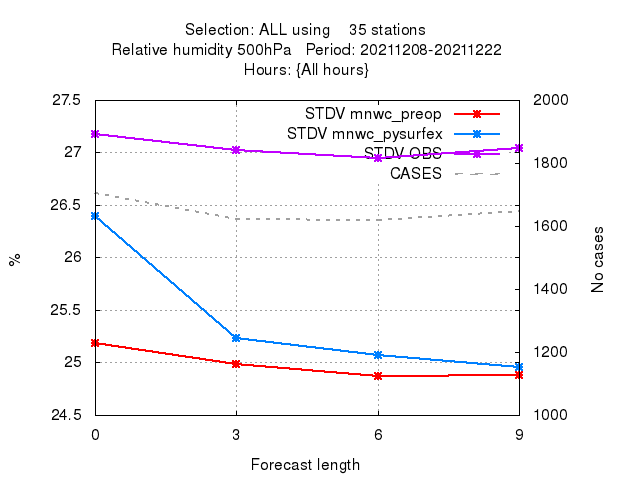 Selection: ALL using    35 stations
Relative humidity 500hPa   Period: 20211208-20211222
Hours: {All hours}
27.5
27
26.5
26
25.5
25
24.5
%
STDV mnwc_preop
STDV mnwc_pysurfex
STDV OBS
CASES
2000
1800
1600
1400
1200
1000
No cases
0
3
6
9
Forecast length